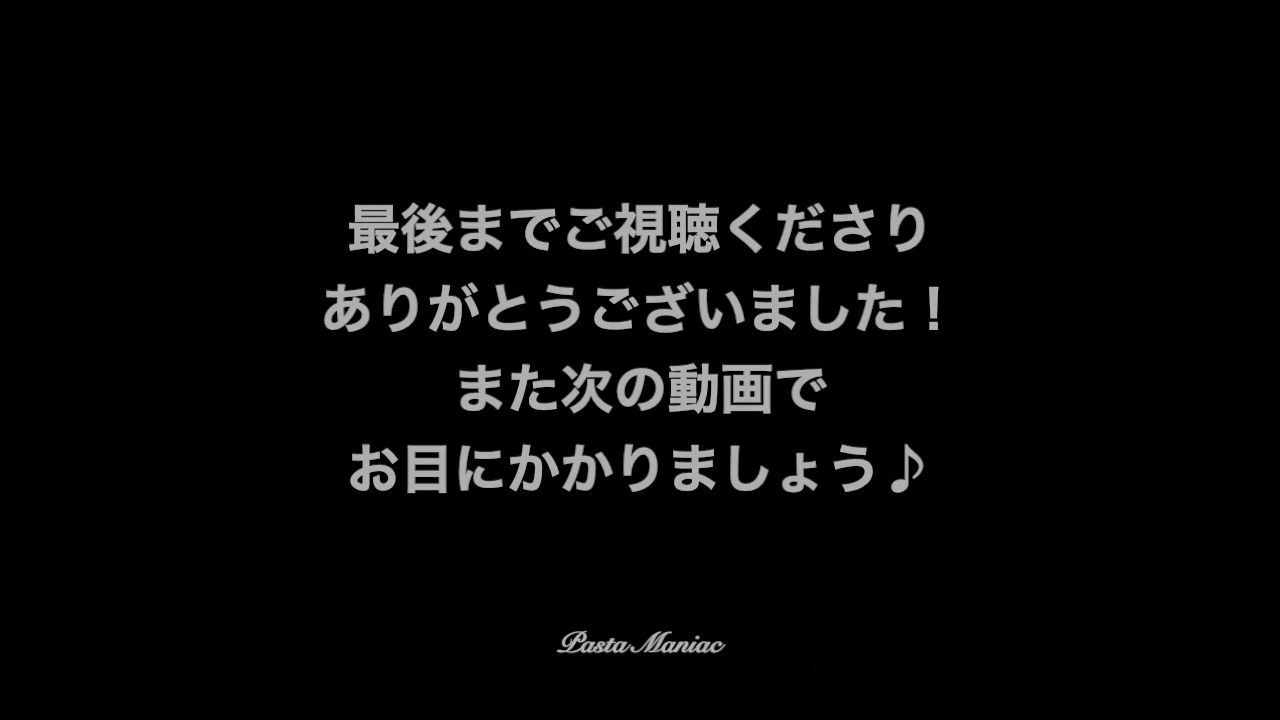 最後までご視聴くださり
ありがとうございました！
また次の動画で
お目にかかりましょう♪
Pasta Maniac